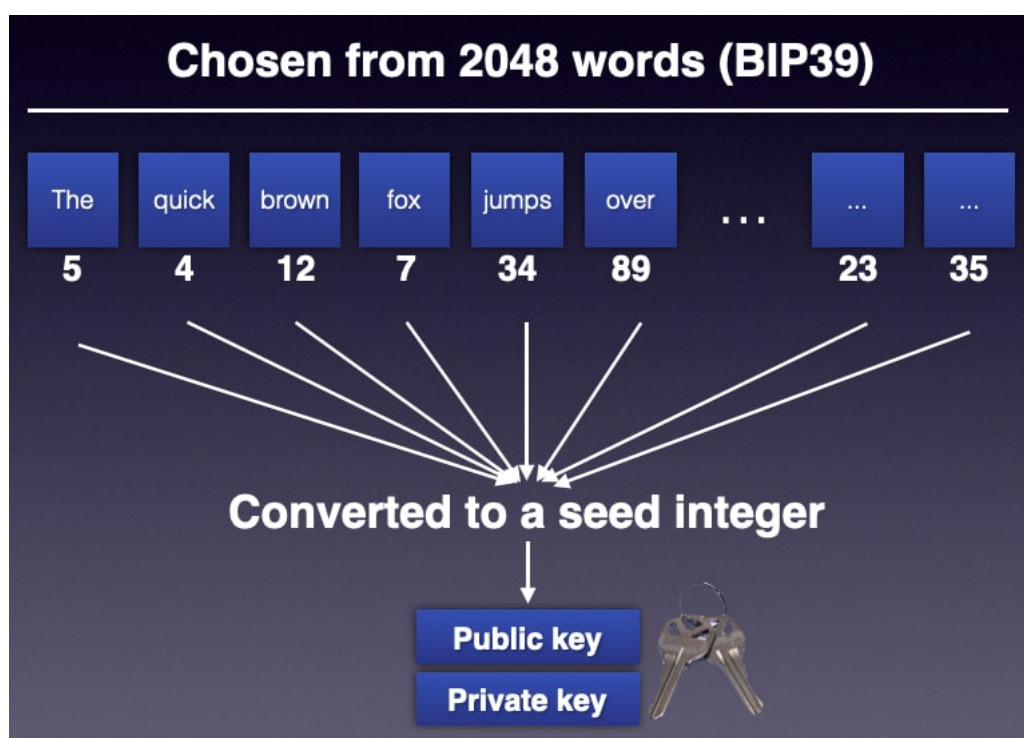 Chosen from 2048 words (BIP39)
The quick brown fox jumps over ... ... ...
5 4 12 7 34 89 23 35
Converted to a seed integer
Public key
Private key